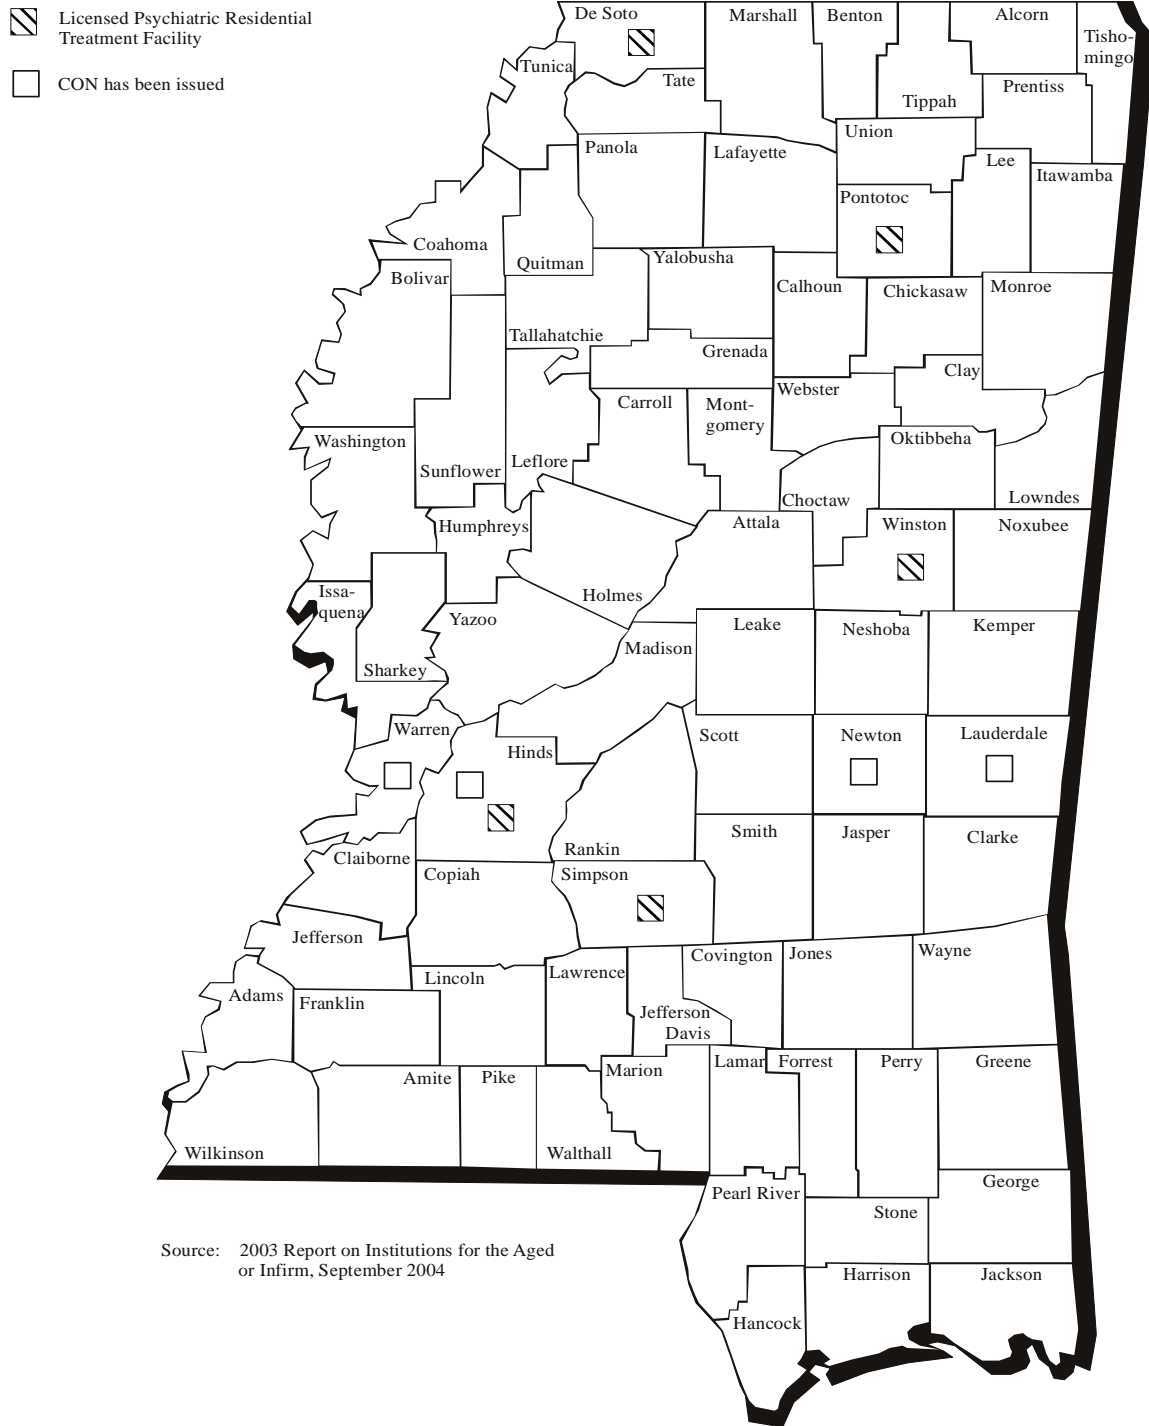 Licensed Psychiatric Residential
Treatment Facility
CON has been issued
De Soto
Marshall
Benton
Alcorn
Tisho-
mingo
Tunica
Tate
Tippah
Prentiss
Union
Panola
Lafayette
Lee
Itawamba
Pontotoc
Coahoma
Quitman
Yalobusha
Bolivar
Calhoun
Chickasaw
Monroe
Tallahatchie
Grenada
Clay
Webster
Carroll
Mont-
gomery
Washington
Oktibbeha
Sunflower
Leflore
Choctaw
Lowndes
Humphreys
Attala
Winston
Noxubee
Issa-
quena
Holmes
Yazoo
Leake
Neshoba
Kemper
Madison
Sharkey
Warren
Hinds
Scott
Newton
Lauderdale
Smith
Jasper
Clarke
Rankin
Claiborne
Copiah
Simpson
Jefferson
Covington
Jones
Wayne
Lincoln
Lawrence
Adams
Franklin
Jefferson
Davis
Lamar
Forrest
Perry
Greene
Marion
Amite
Pike
Wilkinson
Walthall
Pearl River
George
Stone
Source: 2003 Report on Institutions for the Aged
or Infirm, September 2004
Harrison
Jackson
Hancock